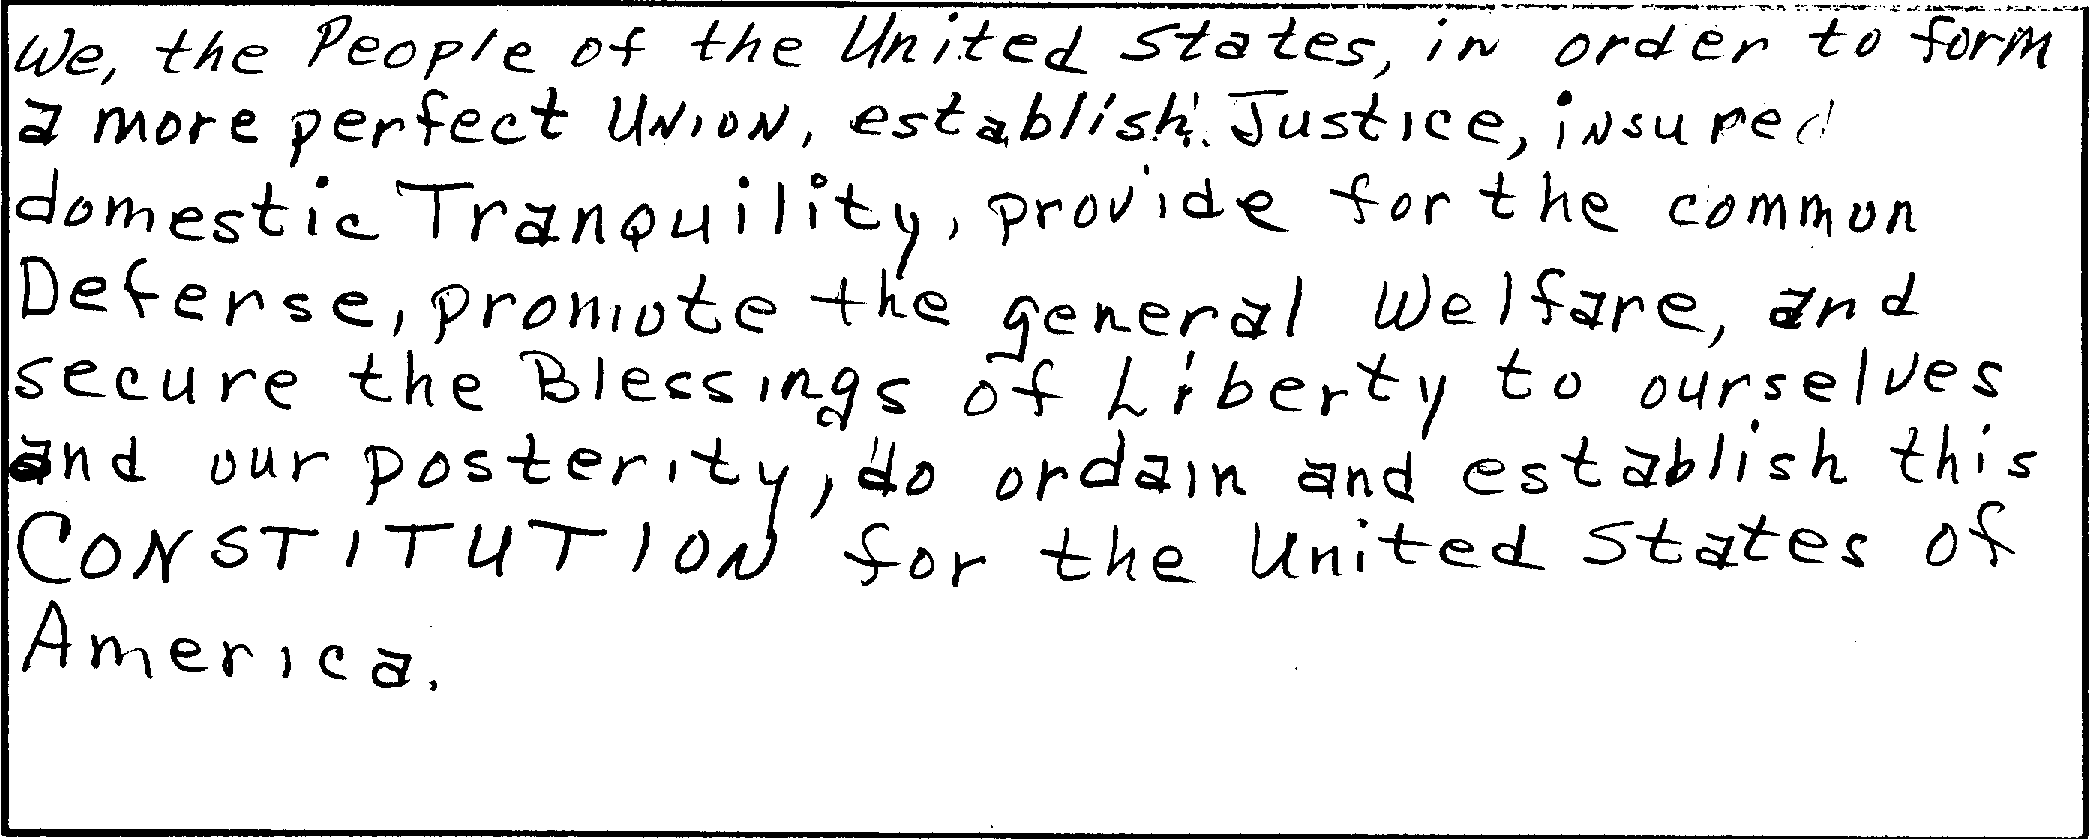 We, the People of the United States, in order to form
a more perfect UNION, establish Justice, insured
domestic Tranquility, provide for the common
Defense, promote the general Welfare, and
secure the Blessings of Liberty to ourselves
and our posterity, do ordain and establish this
CONSTITUTION for the United States of
America.